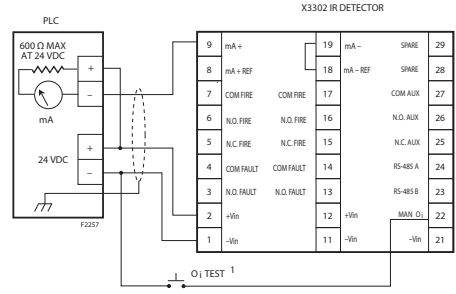 X3302 IR DETECTOR
PLC
600 Ω MAX
AT 24 VDC
+
–
mA
24 VDC
+
–
F2257
9 mA + 19 mA – SPARE 29
8 mA + REF 18 mA – REF SPARE 28
7 COM FIRE COM FIRE 17 COM AUX 27
6 N.O. FIRE N.O. FIRE 16 N.O. AUX 26
5 N.C. FIRE N.C. FIRE 15 N.C. AUX 25
4 COM FAULT COM FAULT 14 RS-485 A 24
3 N.O. FAULT N.O. FAULT 13 RS-485 B 23
2 +Vin 12 +Vin MAN Oi 22
1 –Vin 11 –Vin –Vin 21
Oi TEST 1